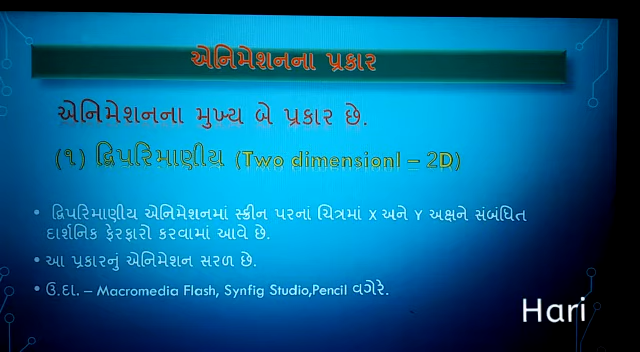 એનિમેશનના પ્રકાર
એનિમેશનના મુખ્ય બે પ્રકાર છે.
(૧) દ્વિપરિમાણીય (Two dimensionl – 2D)
• દ્વિપરિમાણીય એનિમેશનમાં સ્ક્રીન પરનાં ચિત્રમાં X અને Y અક્ષને સંબંધિત
દાર્શનિક ફેરફારો કરવામાં આવે છે.
• આ પ્રકારનું એનિમેશન સરળ છે.
• ઉ.દા. – Macromedia Flash, Synfig Studio,Pencil વગેરે.
Hari